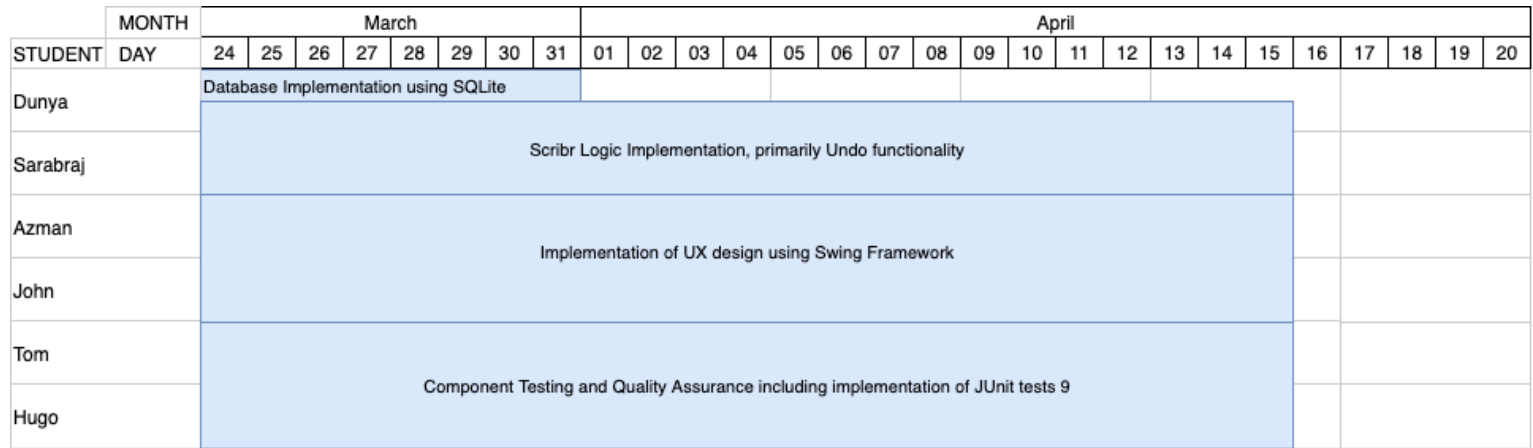 MONTH March April
STUDENT DAY 24 25 26 27 28 29 30 31 01 02 03 04 05 06 07 08 09 10 11 12 13 14 15 16 17 18 19 20
Database Implementation using SQLite
Dunya
Scribr Logic Implementation, primarily Undo functionality
Sarabraj
Azman
Implementation of UX design using Swing Framework
John
Tom
Component Testing and Quality Assurance including implementation of JUnit tests 9
Hugo